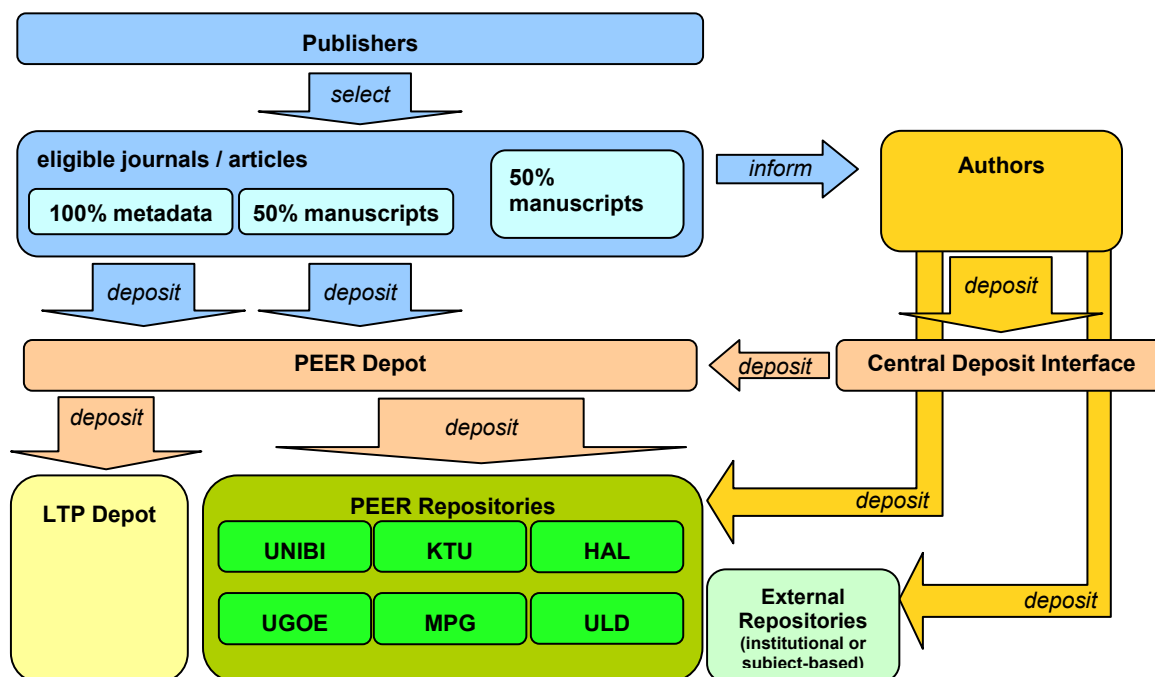 Publishers
select
eligible journals / articles
100% metadata
50% manuscripts
50%
manuscripts
inform
Authors
deposit
deposit
deposit
PEER Depot
deposit
Central Deposit Interface
deposit
deposit
LTP Depot
PEER Repositories
UNIBI
KTU
HAL
UGOE
MPG
ULD
deposit
External
Repositories
(institutional or
subject-based)
deposit